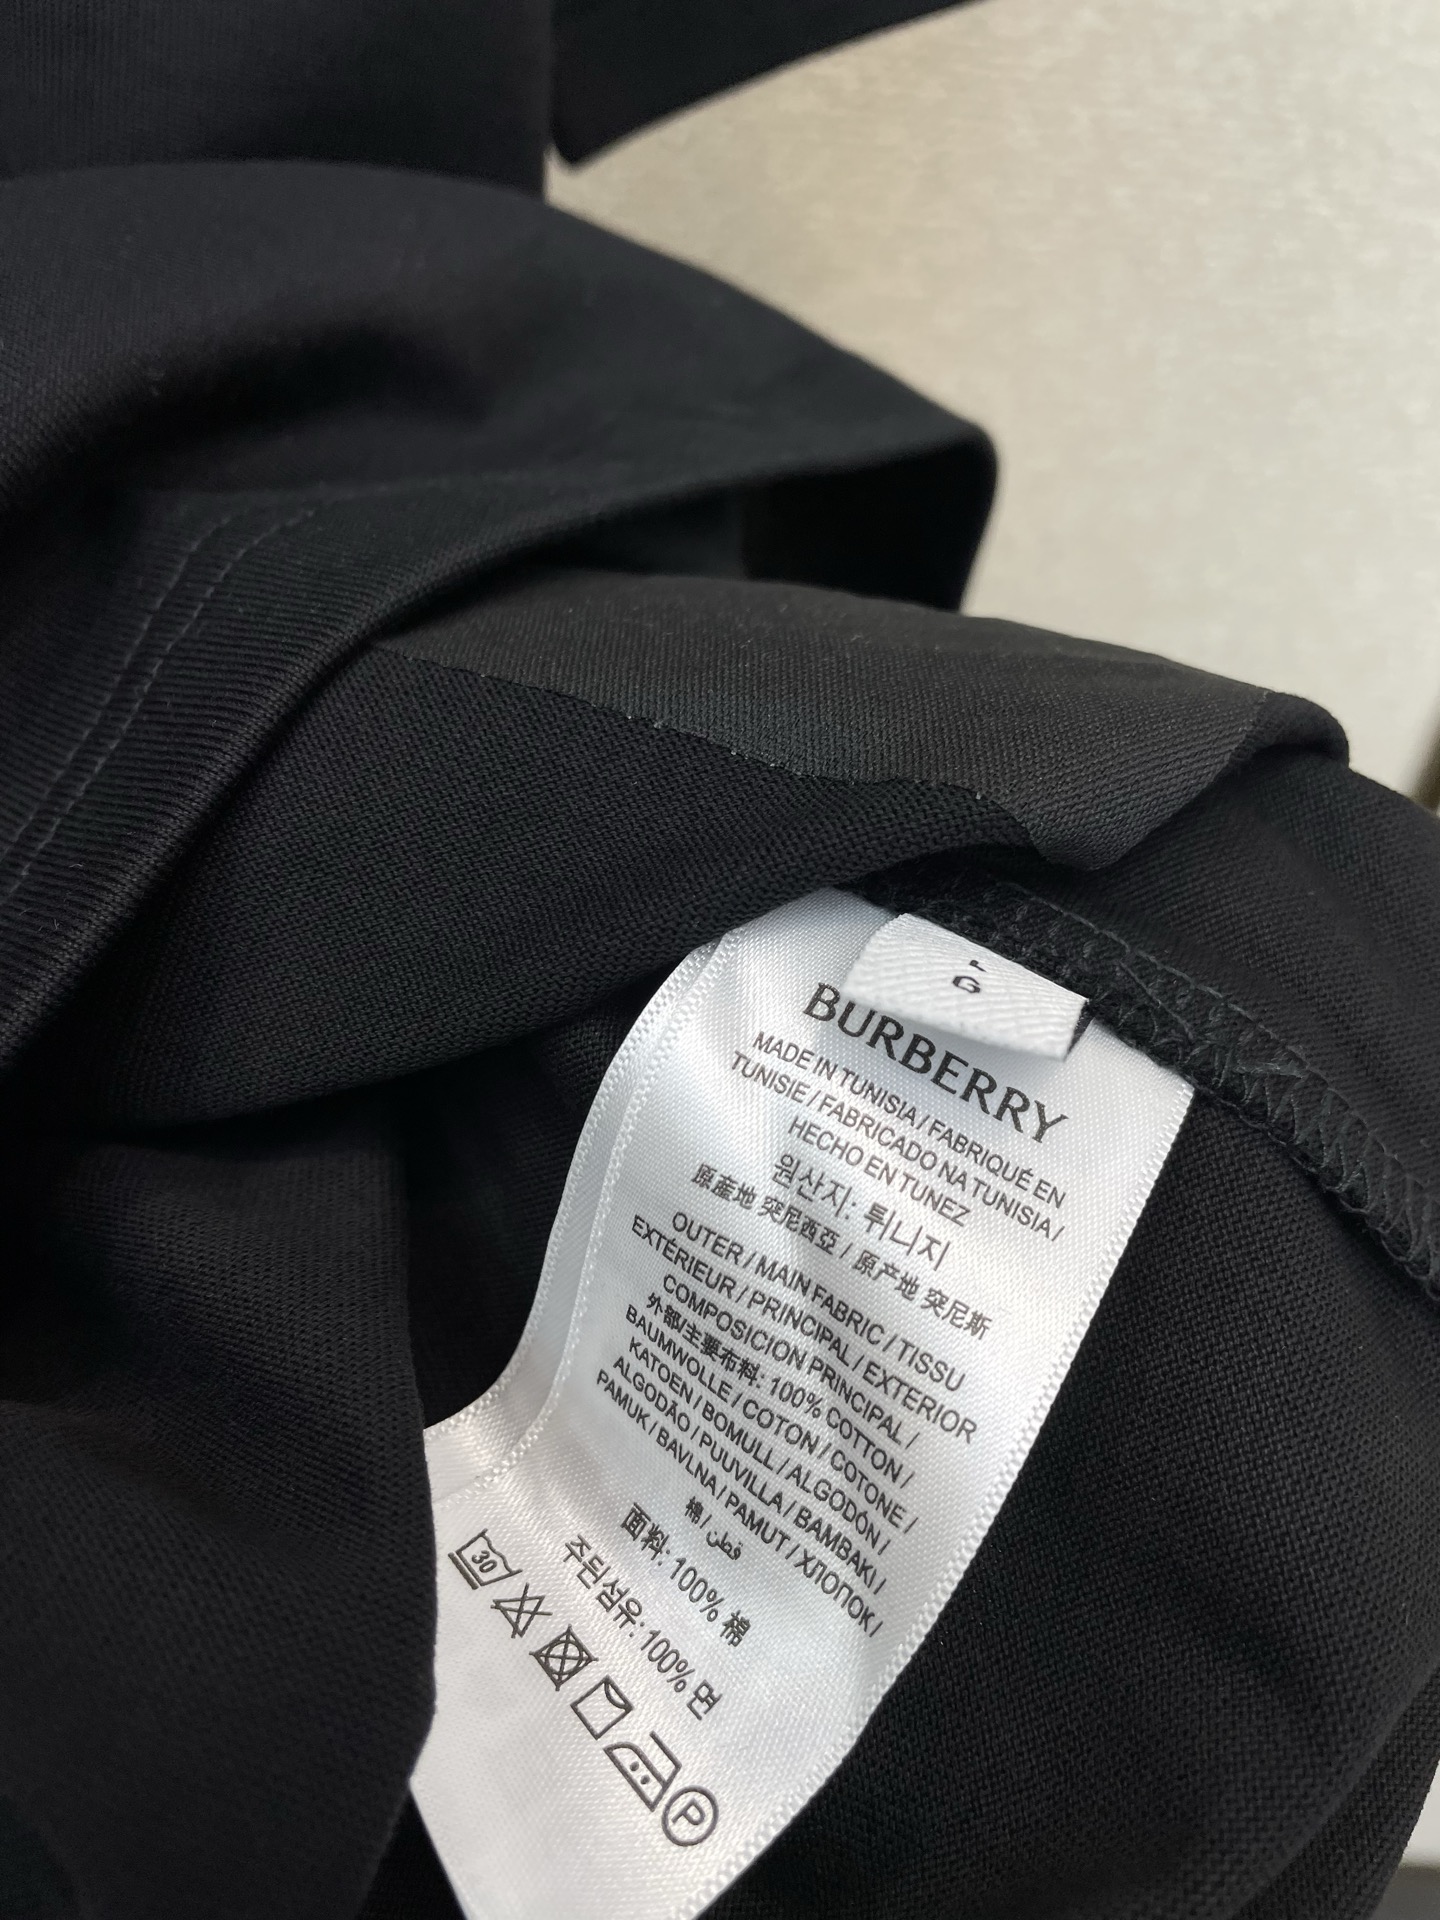 G
BURBERRY
MADE IN TUNISIA / FABRIQUÉ EN
TUNISIE / FABRICADO NA TUNISIA /
HECHO EN TUNEZ
원산지: 튀니지
原產地 突尼西亞 / 原产地 突尼斯
OUTER / MAIN FABRIC / TISSU
EXTÉRIEUR / PRINCIPAL / EXTERIOR
COMPOSICION PRINCIPAL /
外部/主要布料: 100% COTTON /
BAUMWOLLE / COTON / COTONE /
KATOEN / BOMULL / ALGODÓN /
ALGODÃO / PUUVILLA / BAMBAKI /
PAMUK / BAVLNA / PAMUT / ХЛОПОК /
棉 / قطن
面料: 100% 棉
주된섬유: 100% 면
30
P